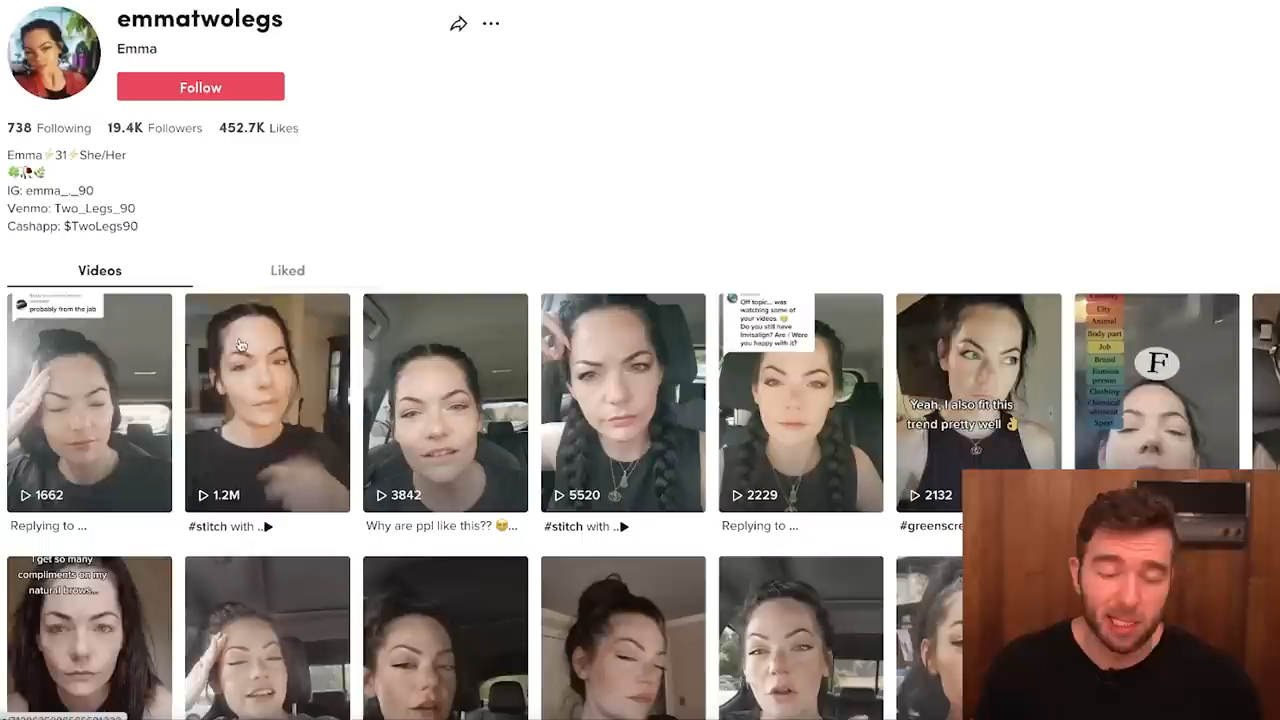 emmatwolegs
Emma
Follow
738 Following 19.4K Followers 452.7K Likes
Emma⚡31⚡She/Her
🍀🥀🌿
IG: emma_._90
Venmo: Two_Legs_90
Cashapp: $TwoLegs90
Videos Liked
probably from the jab
1662
Replying to ...
1.2M
#stitch with ..
3842
Why are ppl like this?? 🤓...
5520
#stitch with ..
Off topic... was
watching some of
your videos.
Do you still have
Invisalign? Are / Were
you happy with it?
2229
Replying to ...
Yeah, I also fit this
trend pretty well 👌
2132
#greenscre
City
Animal
Body part
Job
Brand
Famous
person
Clothing
Chemical
element
Sport
F
I get so many
compliments on my
natural brows...